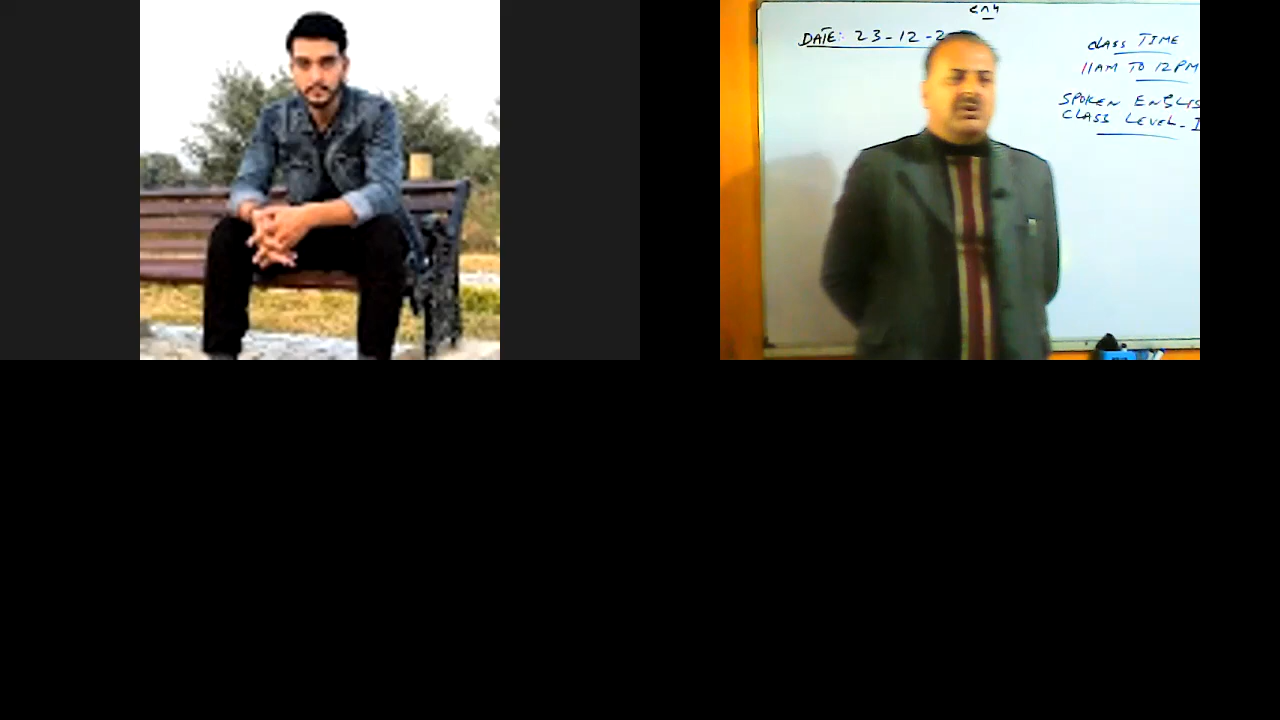 DATE: 23-12-2
CLASS TIME
11AM TO 12PM
SPOKEN ENGLIS
CLASS LEVEL-I